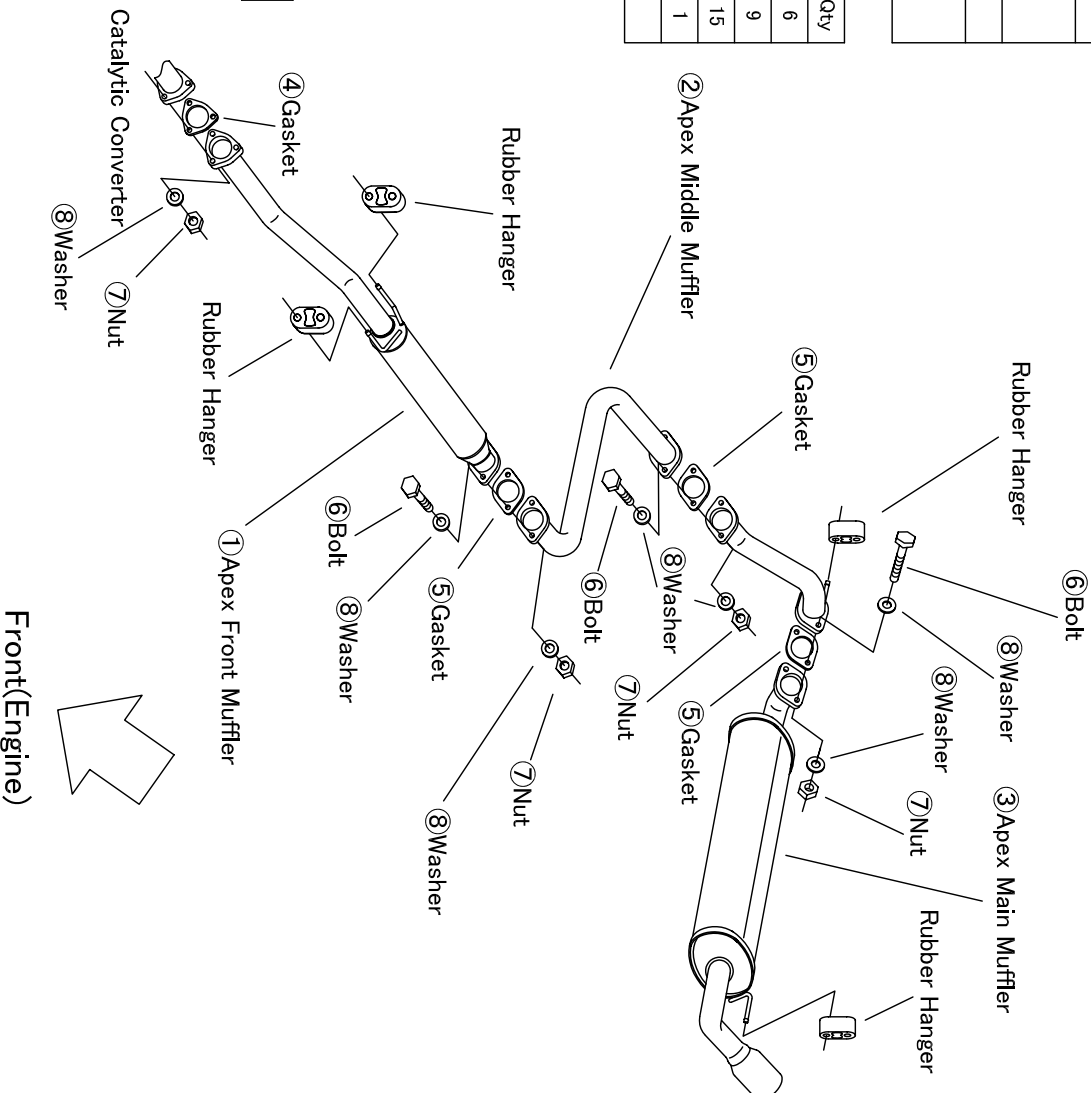 Qty
6
9
15
1
Catalytic Converter
④Gasket
⑧Washer
⑦Nut
Rubber Hanger
Rubber Hanger
②Apex Middle Muffler
①Apex Front Muffler
⑥Bolt
⑧Washer
⑤Gasket
⑧Washer
⑦Nut
⑤Gasket
⑥Bolt
⑧Washer
⑦Nut
⑤Gasket
Rubber Hanger
⑥Bolt
⑧Washer
⑧Washer
⑦Nut
③Apex Main Muffler
Rubber Hanger
Front(Engine)